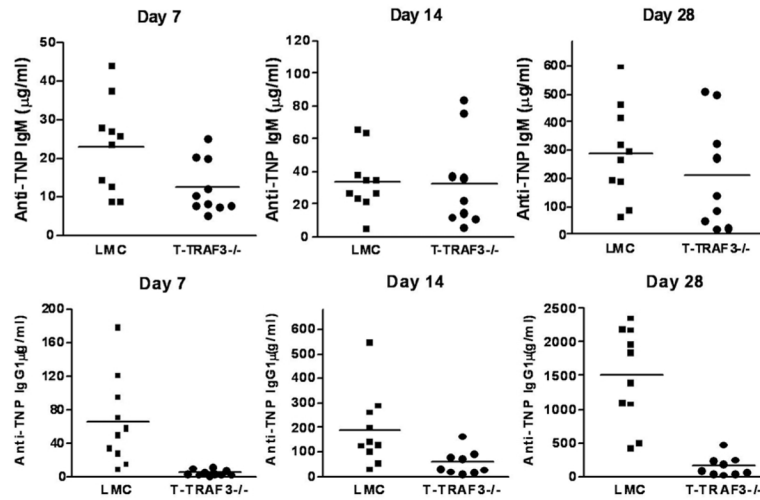 Day 7
Day 14
Day 28
Anti-TNP IgM (μg/ml)
50
40
30
20
10
0
LMC T-TRAF3-/-
Anti-TNP IgM (μg/ml)
120
100
80
60
40
20
0
LMC T-TRAF3-/-
Anti-TNP IgM (μg/ml)
600
500
400
300
200
100
0
LMC T-TRAF3-/-
Day 7
Day 14
Day 28
Anti-TNP IgG1μg/ml)
200
160
120
80
40
0
LMC T-TRAF3-/-
Anti-TNP IgG1μg/ml)
600
500
400
300
200
100
0
LMC T-TRAF3-/-
Anti-TNP IgG1(μg/ml)
2500
2000
1500
1000
500
0
LMC T-TRAF3-/-